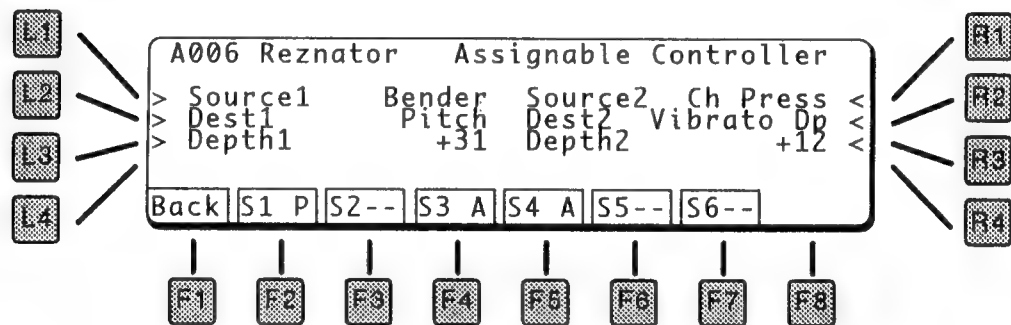 L1
L2
L3
L4
A006 Reznator Assignable Controller
> Source1 Bender Source2 Ch Press <
> Dest1 Pitch Dest2 Vibrato Dp <
> Depth1 +31 Depth2 +12 <
Back S1 P S2-- S3 A S4 A S5-- S6--
R1
R2
R3
R4
F1 F2 F3 F4 F5 F6 F7 F8